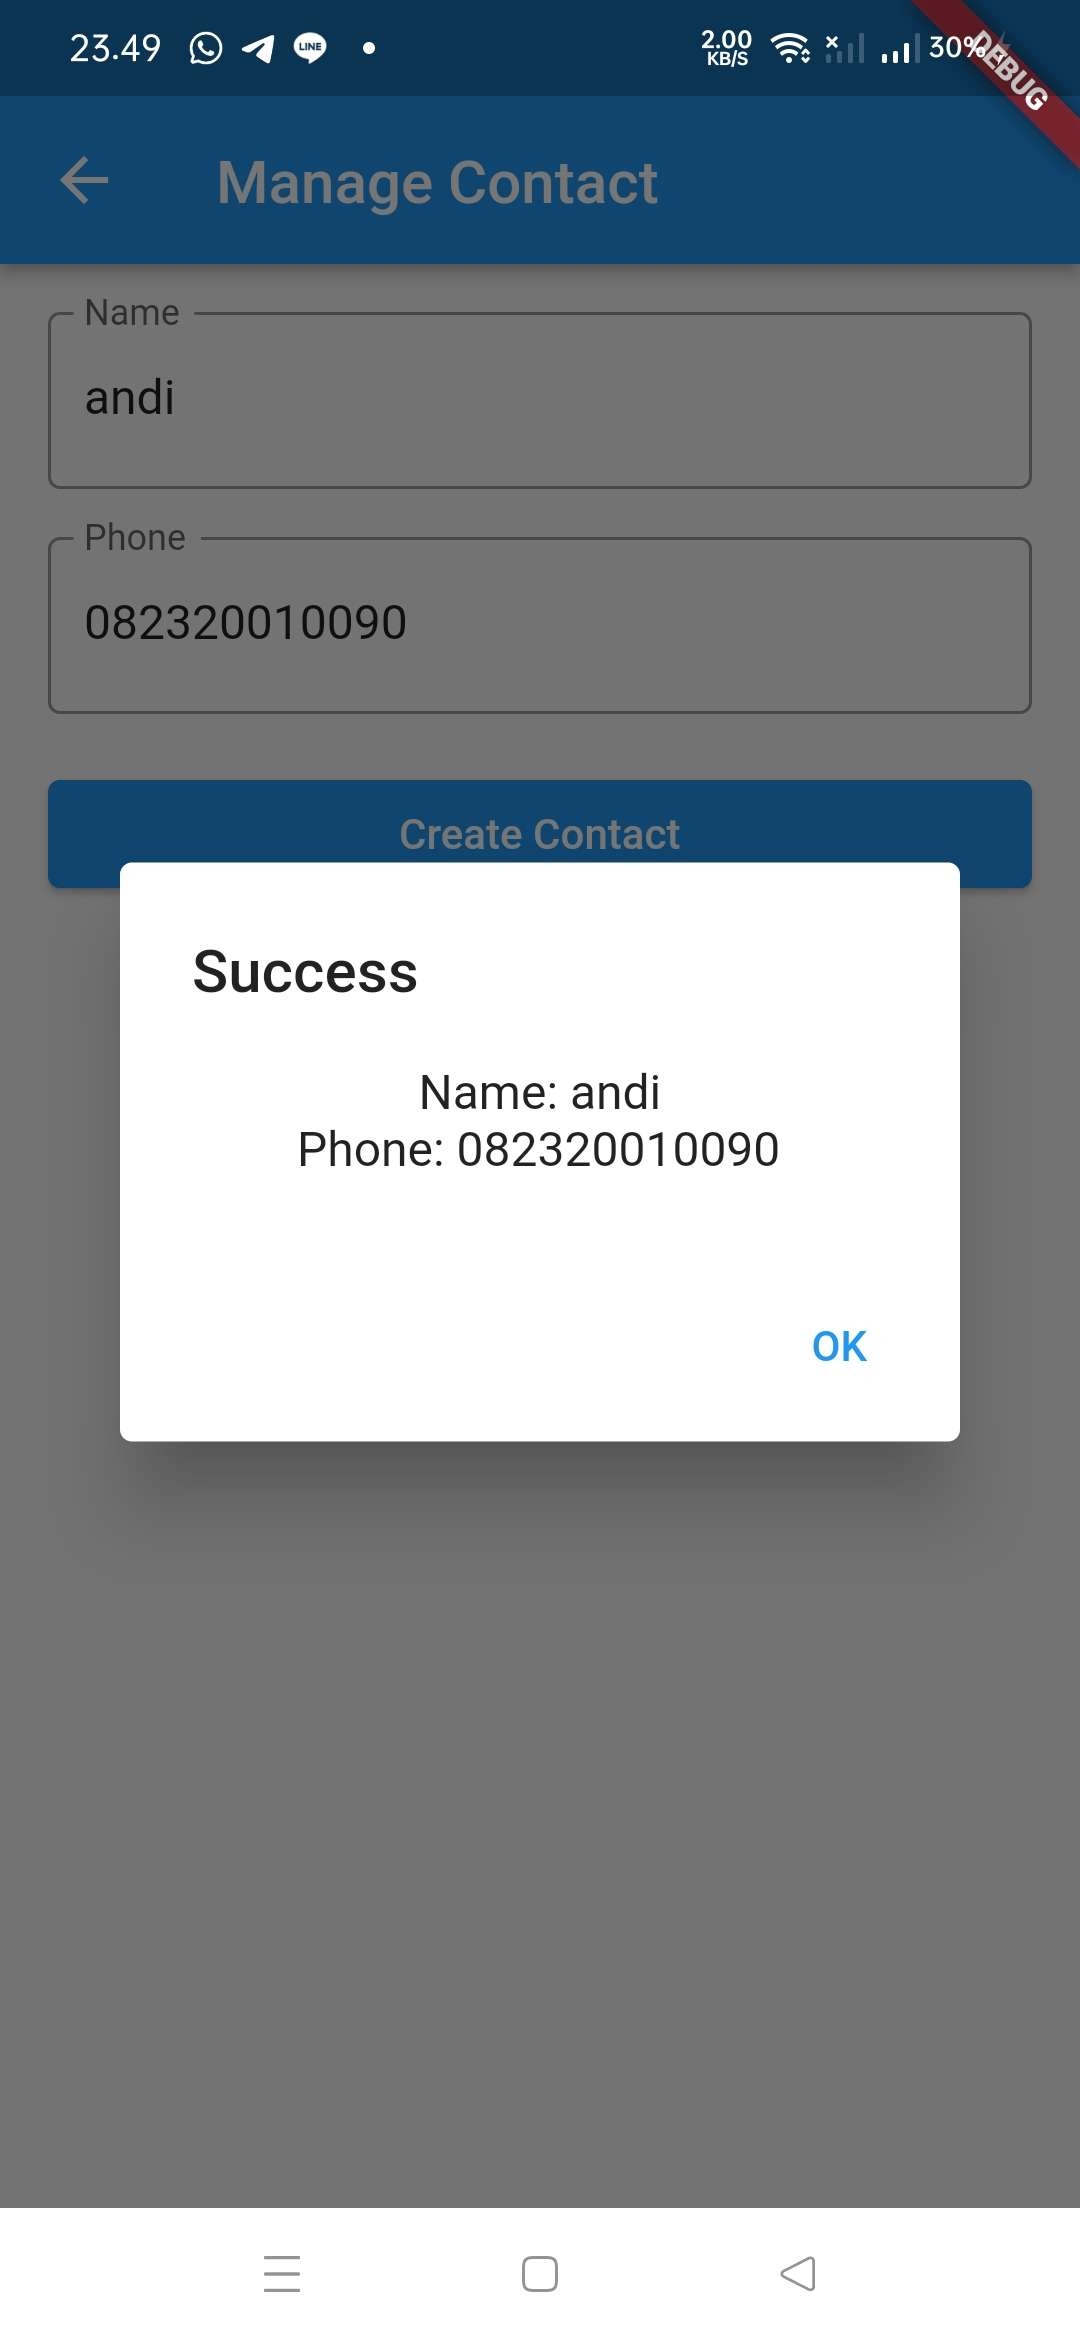 23.49 LINE 2.00 KB/S 30%
DEBUG
Manage Contact
Name
andi
Phone
082320010090
Create Contact
Success
Name: andi
Phone: 082320010090
OK